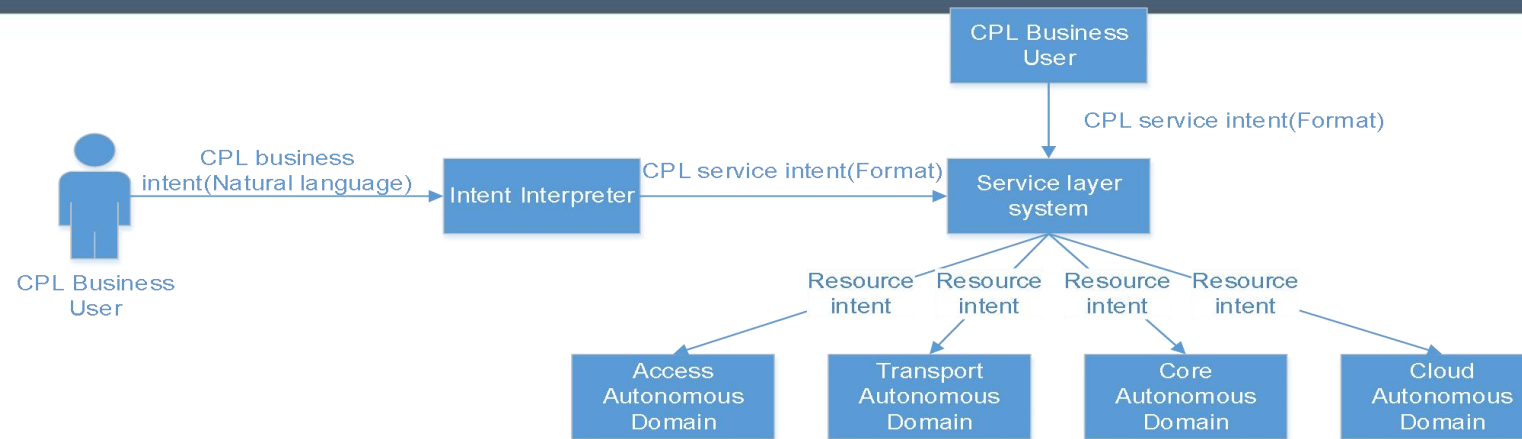 CPL Business
User
CPL service intent(Format)
CPL business
intent(Natural language)
Intent Interpreter
CPL service intent(Format)
Service layer
system
CPL Business
User
Resource
intent
Resource
intent
Resource
intent
Resource
intent
Access
Autonomous
Domain
Transport
Autonomous
Domain
Core
Autonomous
Domain
Cloud
Autonomous
Domain